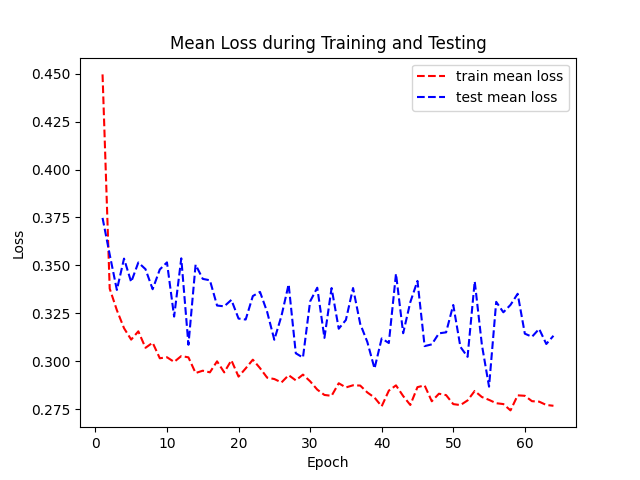 Mean Loss during Training and Testing
train mean loss
test mean loss
0.450
0.425
0.400
0.375
0.350
0.325
0.300
0.275
Loss
0 10 20 30 40 50 60
Epoch